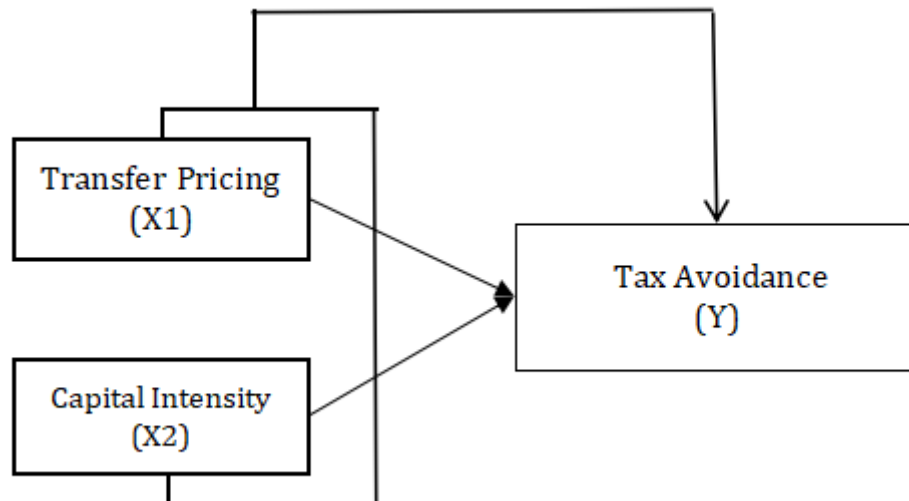 Transfer Pricing
(X1)
Tax Avoidance
(Y)
Capital Intensity
(X2)